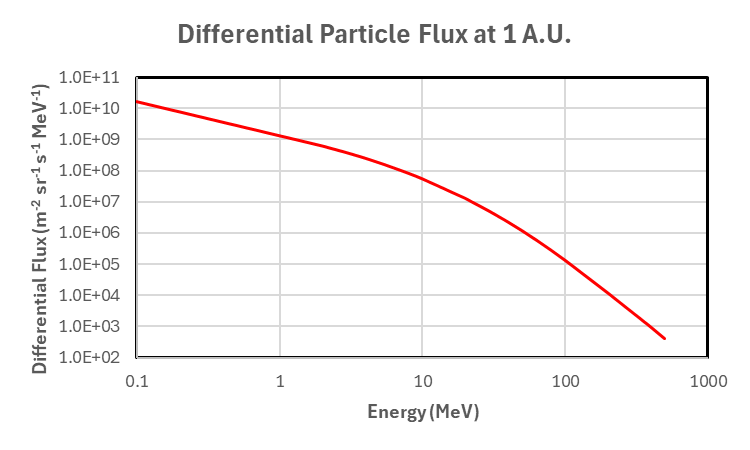 Differential Particle Flux at 1 A.U.
Differential Flux (m⁻² sr⁻¹ s⁻¹ MeV⁻¹)
1.0E+11
1.0E+10
1.0E+09
1.0E+08
1.0E+07
1.0E+06
1.0E+05
1.0E+04
1.0E+03
1.0E+02
0.1 1 10 100 1000
Energy (MeV)